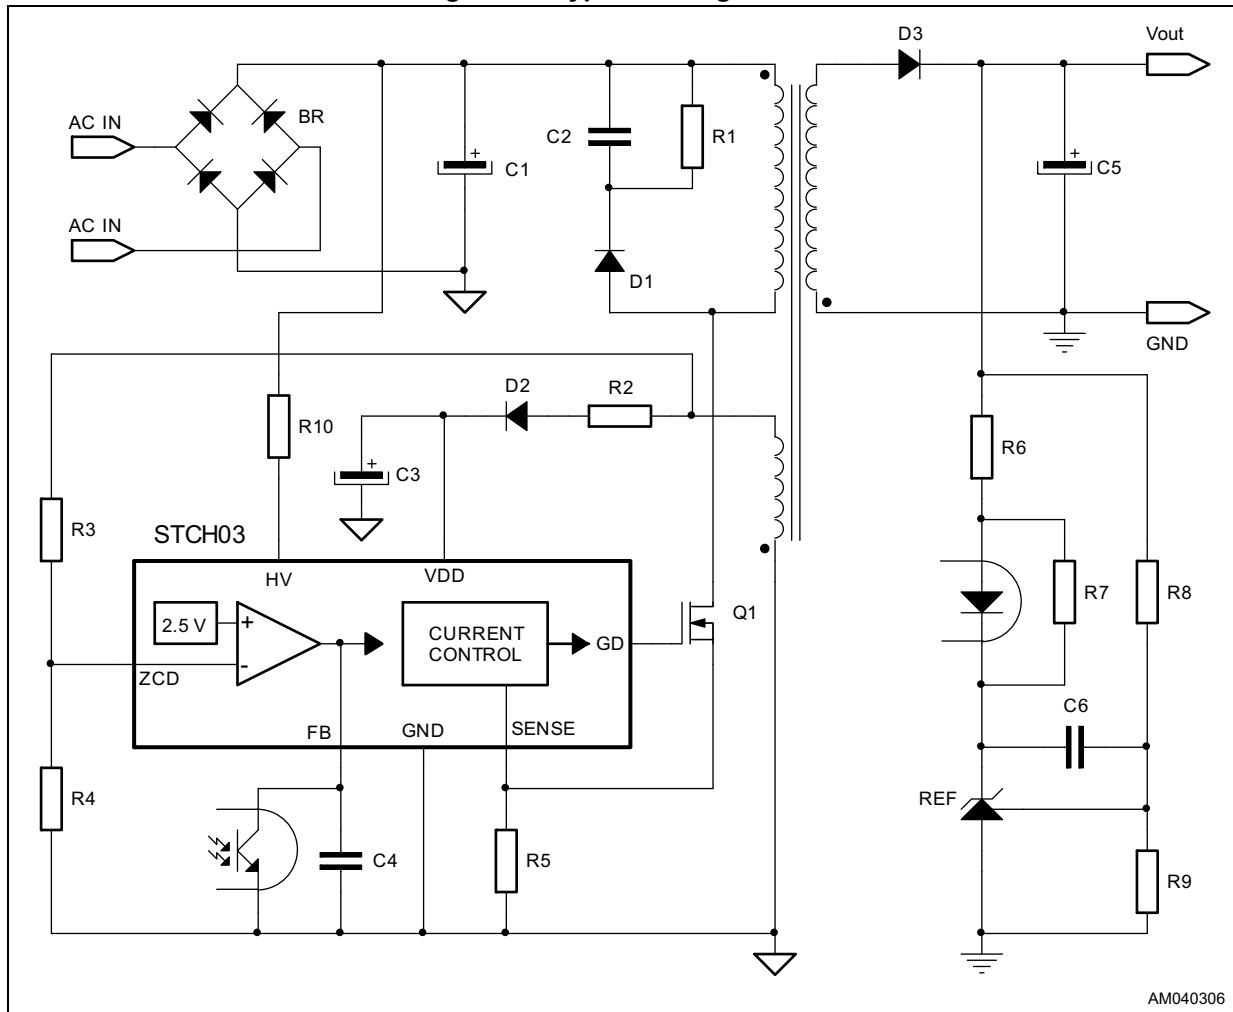 D3
Vout
BR
AC IN
C2
R1
+
C1
+
C5
AC IN
D1
GND
D2
R2
R10
R6
+
C3
R3
STCH03
HV
VDD
R7
R8
2.5 V
+
-
CURRENT
CONTROL
GD
Q1
ZCD
FB
GND
SENSE
C6
R4
REF
C4
R5
R9
AM040306